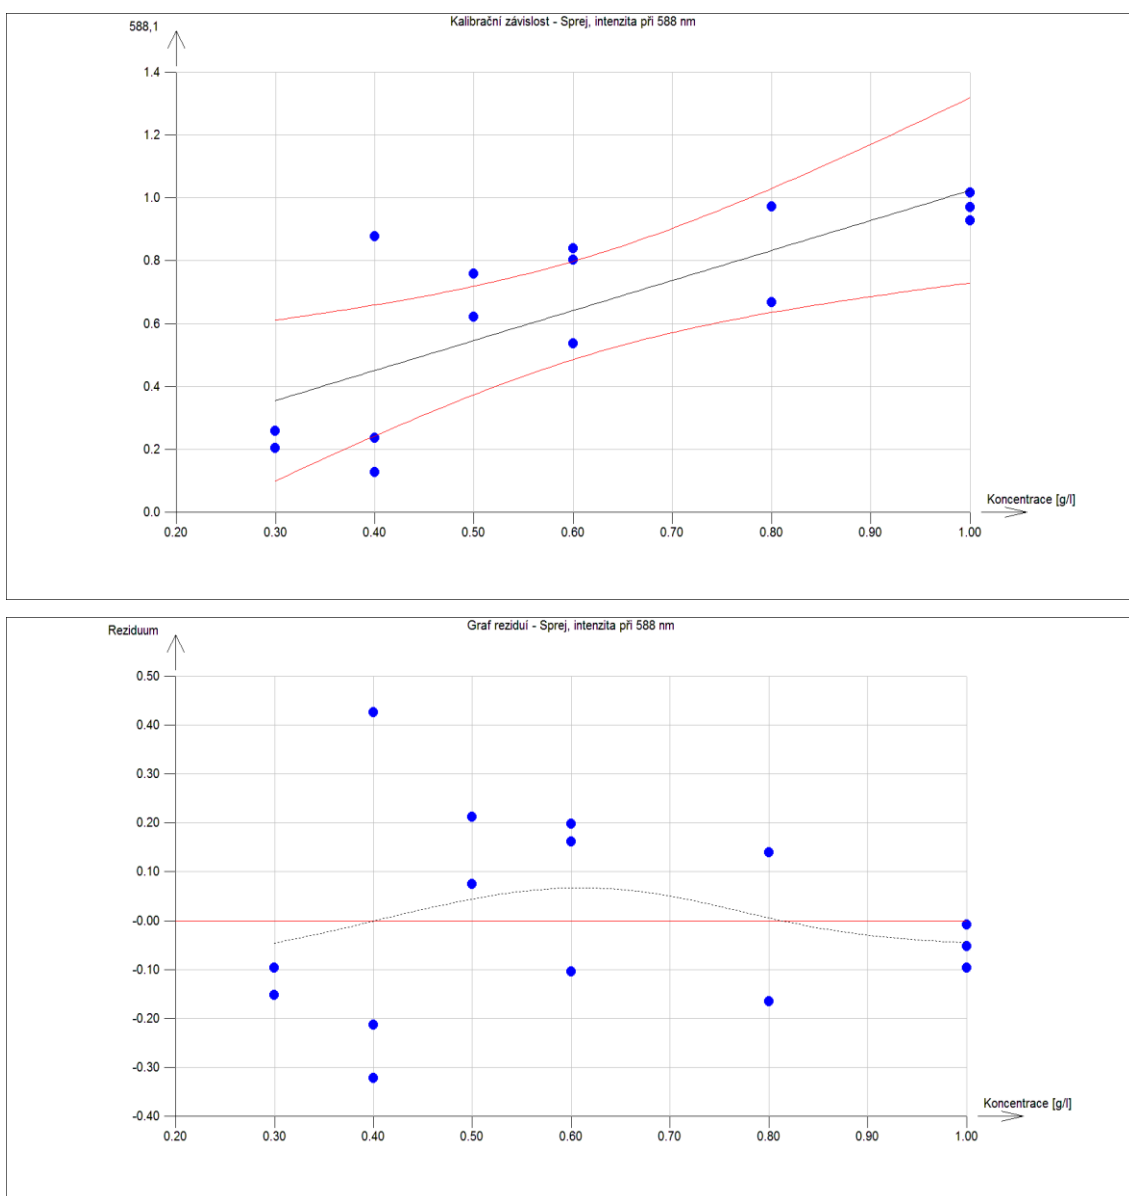 Kalibrační závislost - Sprej, intenzita při 588 nm
588,1
1.4
1.2
1.0
0.8
0.6
0.4
0.2
0.0
Koncentrace [g/l]
0.20 0.30 0.40 0.50 0.60 0.70 0.80 0.90 1.00
Graf reziduí - Sprej, intenzita při 588 nm
Reziduum
0.50
0.40
0.30
0.20
0.10
-0.00
-0.10
-0.20
-0.30
-0.40
Koncentrace [g/l]
0.20 0.30 0.40 0.50 0.60 0.70 0.80 0.90 1.00